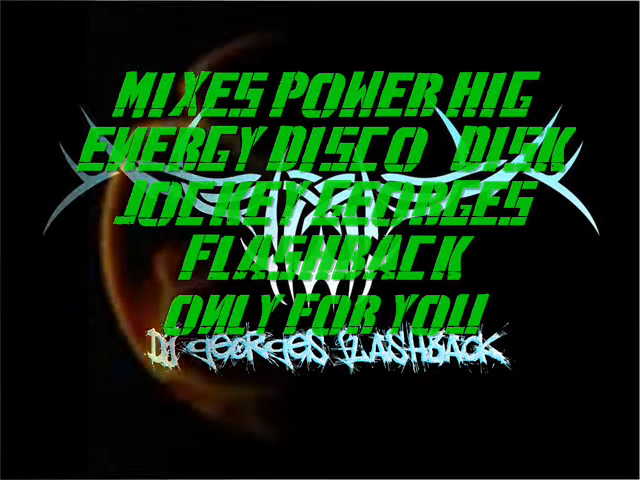 MIXES POWER HIG
ENERGY DISCO DISK
JOCKEY GEORGES
FLASHBACK
ONLY FOR YOU
DJ GEORGES FLASHBACK